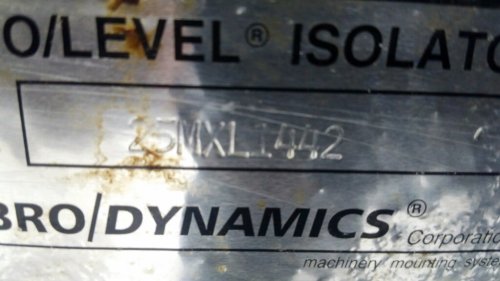 O/LEVEL® ISOLATO
25MXL1442
BRO/DYNAMICS®
Corporatio
machinery mounting syste